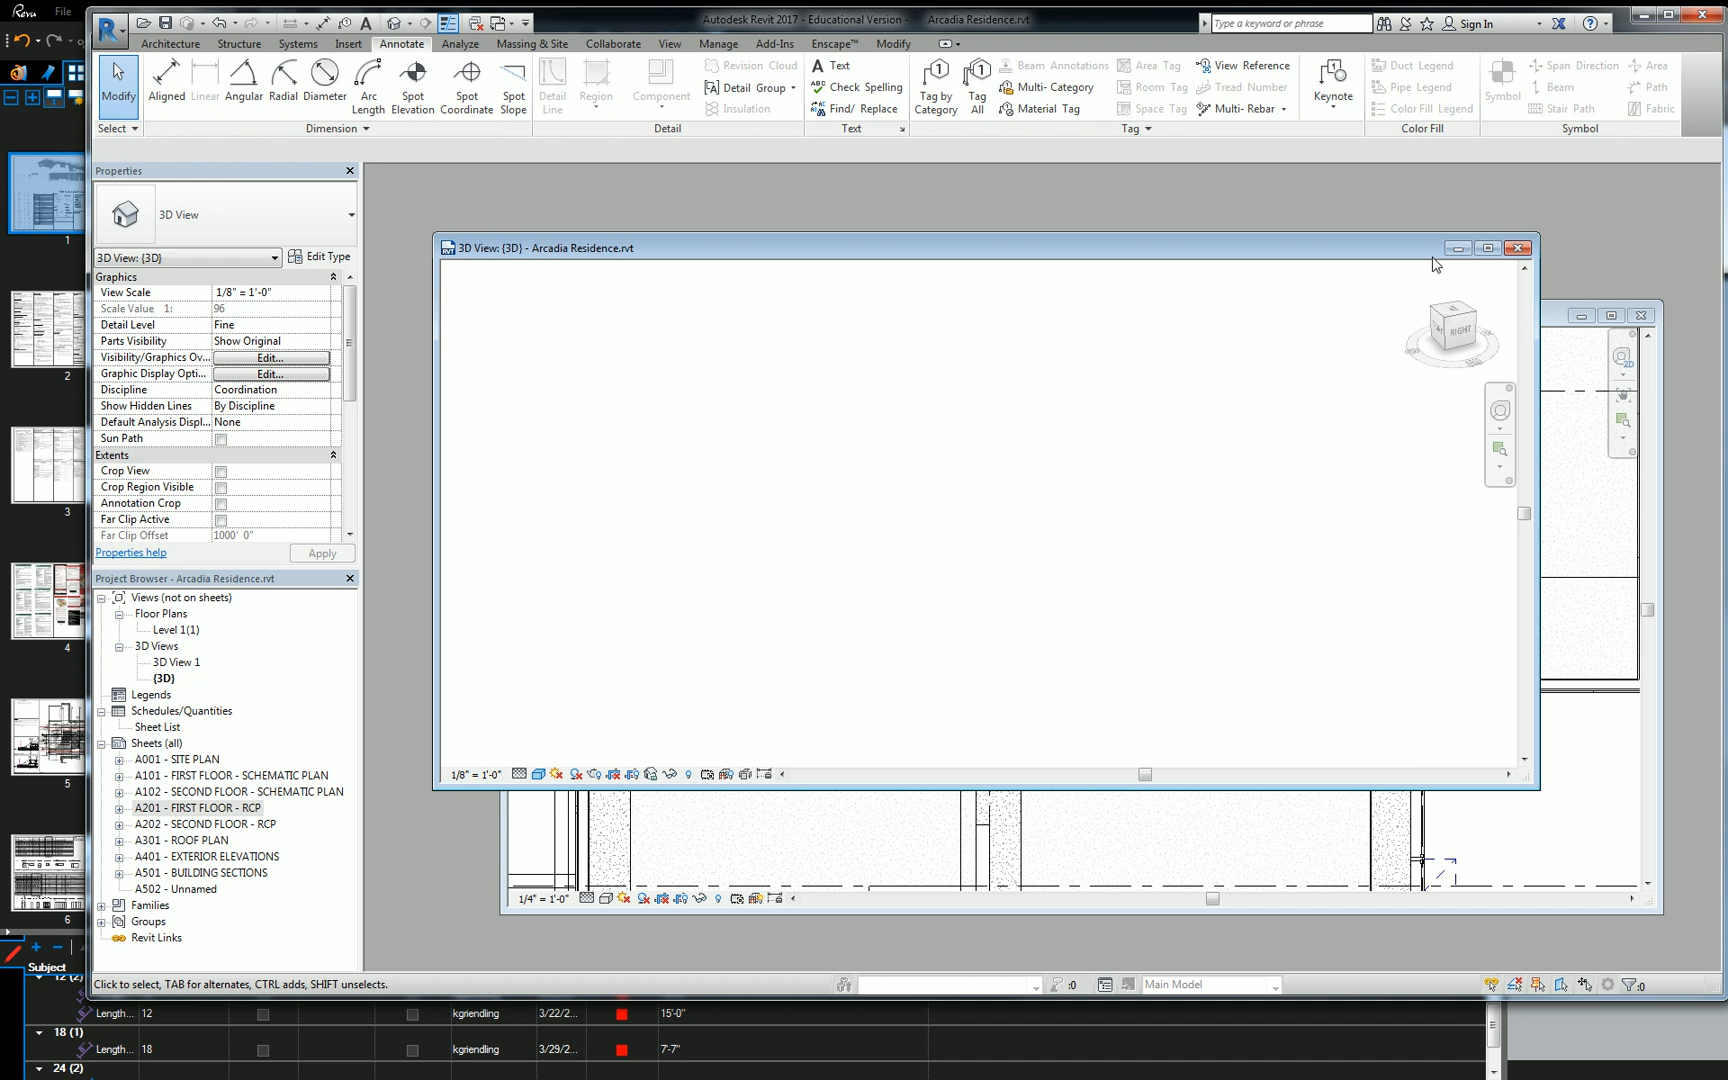 Revu File
Autodesk Revit 2017 - Educational Version - Arcadia Residence.rvt
Type a keyword or phrase
Sign In
Architecture Structure Systems Insert Annotate Analyze Massing & Site Collaborate View Manage Add-Ins Enscape™ Modify
Modify
Aligned Linear Angular Radial Diameter Arc Length Spot Elevation Spot Coordinate Spot Slope
Detail Line Region Component
Revision Cloud
Detail Group
Insulation
Text
Check Spelling
Find/ Replace
Tag by Category
Tag All
Beam Annotations
Multi- Category
Material Tag
Area Tag
Room Tag
Space Tag
View Reference
Tread Number
Multi- Rebar
Keynote
Duct Legend
Pipe Legend
Color Fill Legend
Symbol
Span Direction
Beam
Stair Path
Area
Path
Fabric
Select Dimension Detail Text Tag Color Fill Symbol
Properties
3D View
3D View: {3D} Edit Type
Graphics
View Scale 1/8" = 1'-0"
Scale Value 1: 96
Detail Level Fine
Parts Visibility Show Original
Visibility/Graphics Ov... Edit...
Graphic Display Opti... Edit...
Discipline Coordination
Show Hidden Lines By Discipline
Default Analysis Displ... None
Sun Path
Extents
Crop View
Crop Region Visible
Annotation Crop
Far Clip Active
Far Clip Offset 1000' 0"
Properties help Apply
Project Browser - Arcadia Residence.rvt
Views (not on sheets)
Floor Plans
Level 1(1)
3D Views
3D View 1
{3D}
Legends
Schedules/Quantities
Sheet List
Sheets (all)
A001 - SITE PLAN
A101 - FIRST FLOOR - SCHEMATIC PLAN
A102 - SECOND FLOOR - SCHEMATIC PLAN
A201 - FIRST FLOOR - RCP
A202 - SECOND FLOOR - RCP
A301 - ROOF PLAN
A401 - EXTERIOR ELEVATIONS
A501 - BUILDING SECTIONS
A502 - Unnamed
Families
Groups
Revit Links
3D View: {3D} - Arcadia Residence.rvt
RIGHT
1/8" = 1'-0"
1/4" = 1'-0"
Click to select, TAB for alternates, CTRL adds, SHIFT unselects.
:0
Main Model
:0
1
2
3
4
5
6
Subject
12 (2)
Length... 12 kgriendling 3/22/2... 15'-0"
18 (1)
Length... 18 kgriendling 3/29/2... 7'-7"
24 (2)